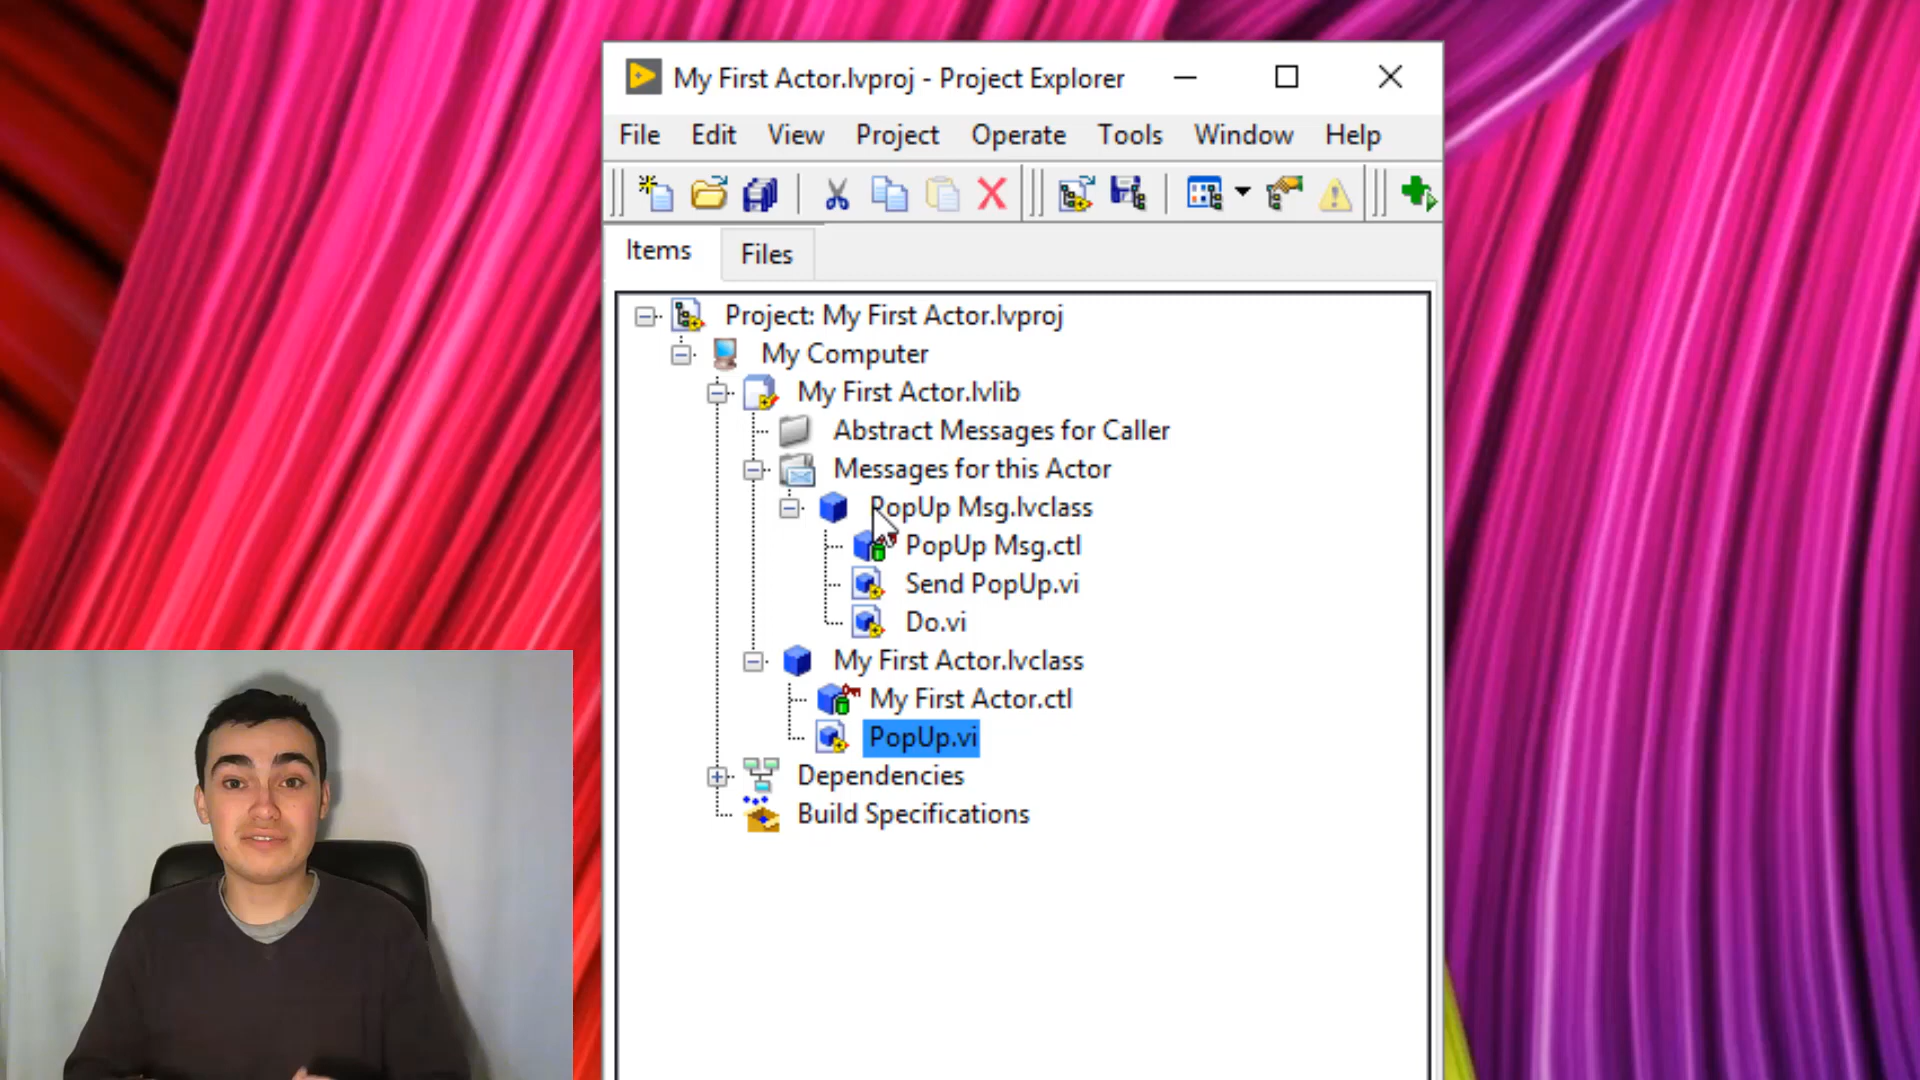 My First Actor.lvproj - Project Explorer
File Edit View Project Operate Tools Window Help
Items Files
Project: My First Actor.lvproj
My Computer
My First Actor.lvlib
Abstract Messages for Caller
Messages for this Actor
PopUp Msg.lvclass
PopUp Msg.ctl
Send PopUp.vi
Do.vi
My First Actor.lvclass
My First Actor.ctl
PopUp.vi
Dependencies
Build Specifications